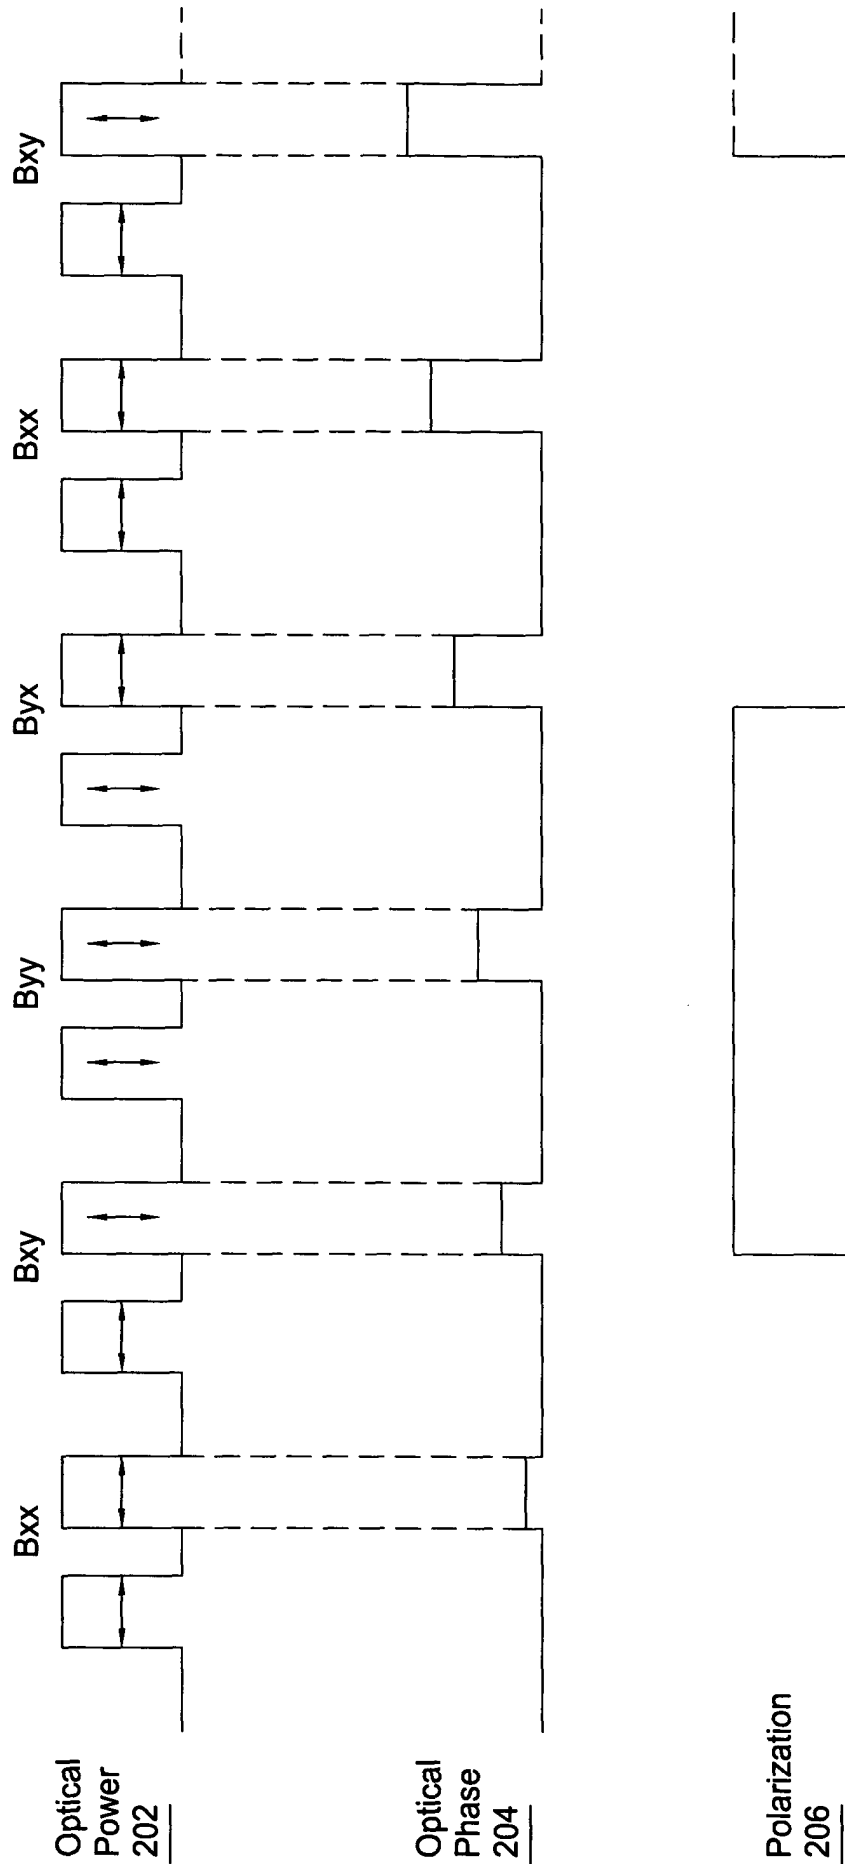 Bxx
Bxy
Byy
Byx
Bxx
Bxy
Optical
Power
202
Optical
Phase
204
Polarization
206